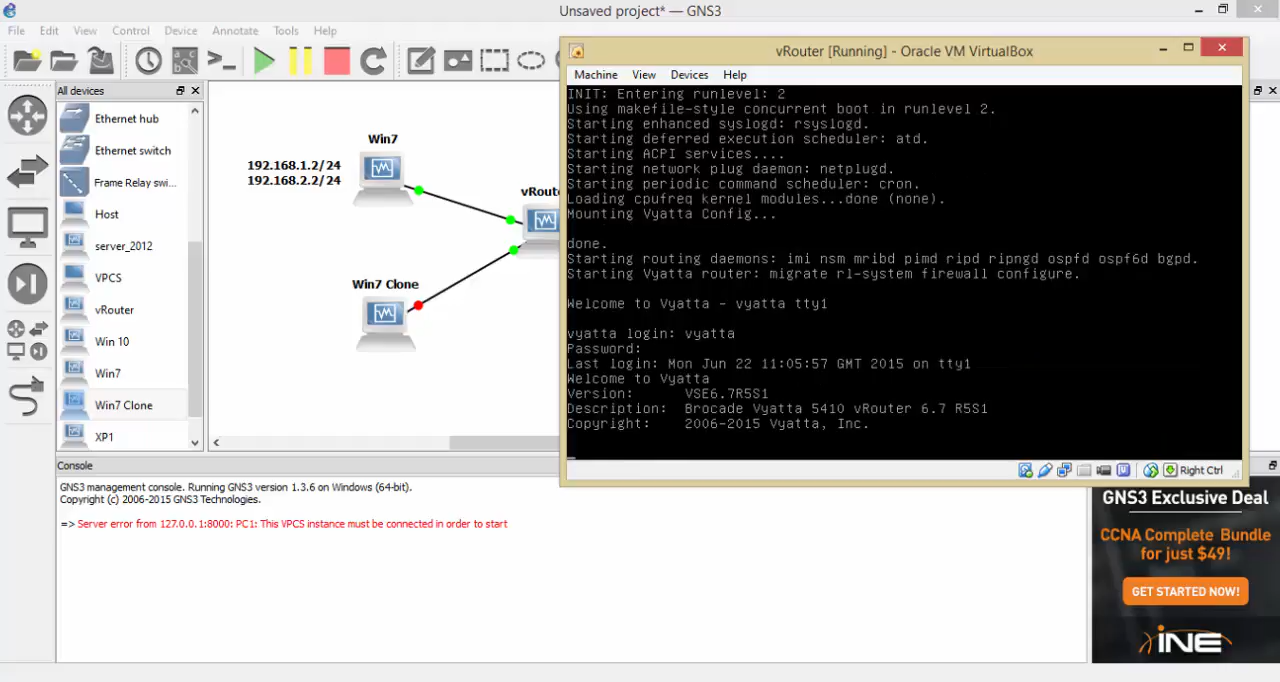 Unsaved project* — GNS3
File Edit View Control Device Annotate Tools Help
All devices
Ethernet hub
Ethernet switch
Frame Relay swi...
Host
server_2012
VPCS
vRouter
Win 10
Win7
Win7 Clone
XP1
Win7
192.168.1.2/24
192.168.2.2/24
vRoute
Win7 Clone
vRouter [Running] - Oracle VM VirtualBox
Machine View Devices Help
INIT: Entering runlevel: 2
Using makefile-style concurrent boot in runlevel 2.
Starting enhanced syslogd: rsyslogd.
Starting deferred execution scheduler: atd.
Starting ACPI services....
Starting network plug daemon: netplugd.
Starting periodic command scheduler: cron.
Loading cpufreq kernel modules...done (none).
Mounting Vyatta Config...
done.
Starting routing daemons: imi nsm mribd pimd ripd ripngd ospfd ospf6d bgpd.
Starting Vyatta router: migrate rl-system firewall configure.
Welcome to Vyatta - vyatta tty1
vyatta login: vyatta
Password:
Last login: Mon Jun 22 11:05:57 GMT 2015 on tty1
Welcome to Vyatta
Version: VSE6.7R5S1
Description: Brocade Vyatta 5410 vRouter 6.7 R5S1
Copyright: 2006-2015 Vyatta, Inc.
Right Ctrl
Console
GNS3 management console. Running GNS3 version 1.3.6 on Windows (64-bit).
Copyright (c) 2006-2015 GNS3 Technologies.
=> Server error from 127.0.0.1:8000: PC1: This VPCS instance must be connected in order to start
GNS3 Exclusive Deal
CCNA Complete Bundle
for just $49!
GET STARTED NOW!
iNE